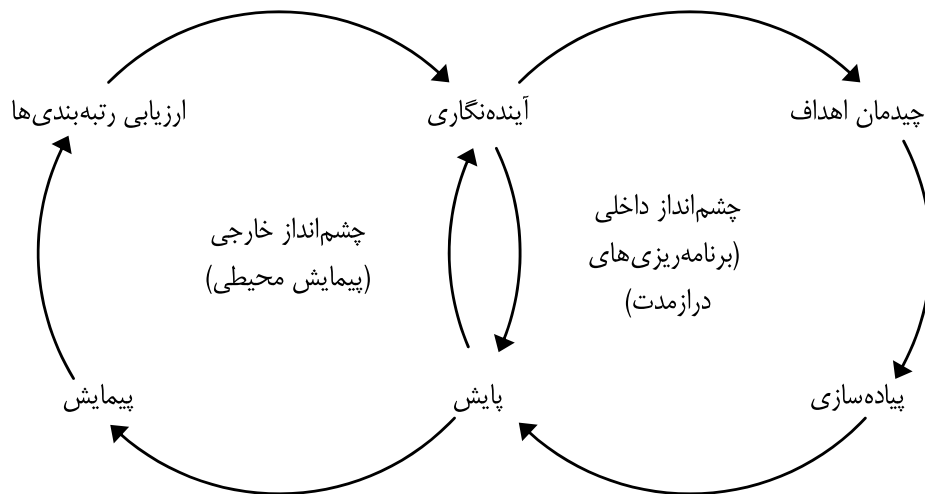 چیدمان اهداف
آینده‌نگاری
ارزیابی رتبه‌بندی‌ها
چشم‌انداز داخلی
(برنامه‌ریزی‌های
درازمدت)
چشم‌انداز خارجی
(پیمایش محیطی)
پیاده‌سازی
پایش
پیمایش